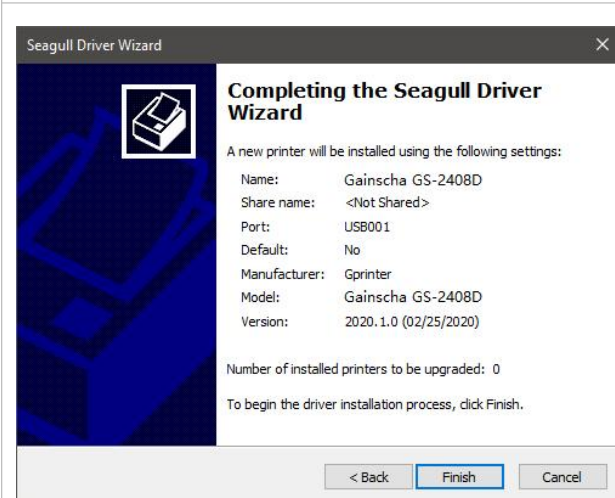 Seagull Driver Wizard
Completing the Seagull Driver
Wizard
A new printer will be installed using the following settings:
Name: Gainscha GS-2408D
Share name: <Not Shared>
Port: USB001
Default: No
Manufacturer: Gprinter
Model: Gainscha GS-2408D
Version: 2020.1.0 (02/25/2020)
Number of installed printers to be upgraded: 0
To begin the driver installation process, click Finish.
< Back Finish Cancel